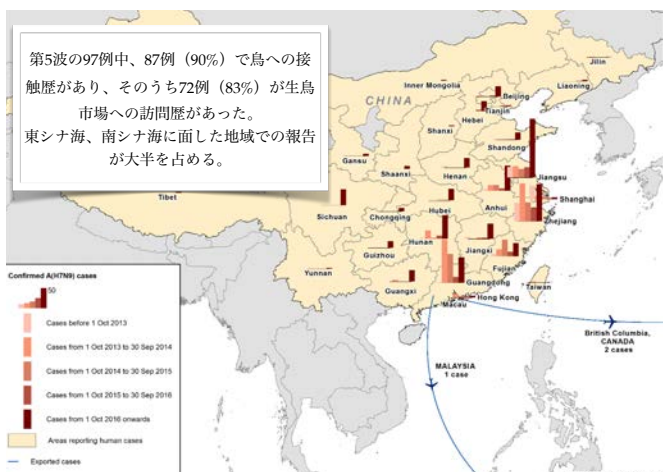 第5波の97例中、87例（90%）で鳥への接
触歴があり、そのうち72例（83%）が生鳥
市場への訪問歴があった。
東シナ海、南シナ海に面した地域での報告
が大半を占める。
Jilin
Inner Mongolia
Liaoning
Beijing
CHINA
Tianjin
Hebei
Shanxi
Shandong
Gansu
Shaanxi
Henan
Jiangsu
Tibet
Anhui
Shanghai
Sichuan
Hubei
Chongqing
Zhejiang
Hunan
Jiangxi
Guizhou
Fujian
Yunnan
Guangxi
Guangdong
Taiwan
Hong Kong
Macau
Confirmed A(H7N9) cases
50
Cases before 1 Oct 2013
Cases from 1 Oct 2013 to 30 Sep 2014
Cases from 1 Oct 2014 to 30 Sep 2015
Cases from 1 Oct 2015 to 30 Sep 2016
Cases from 1 Oct 2016 onwards
Areas reporting human cases
Exported cases
British Columbia,
CANADA
2 cases
MALAYSIA
1 case